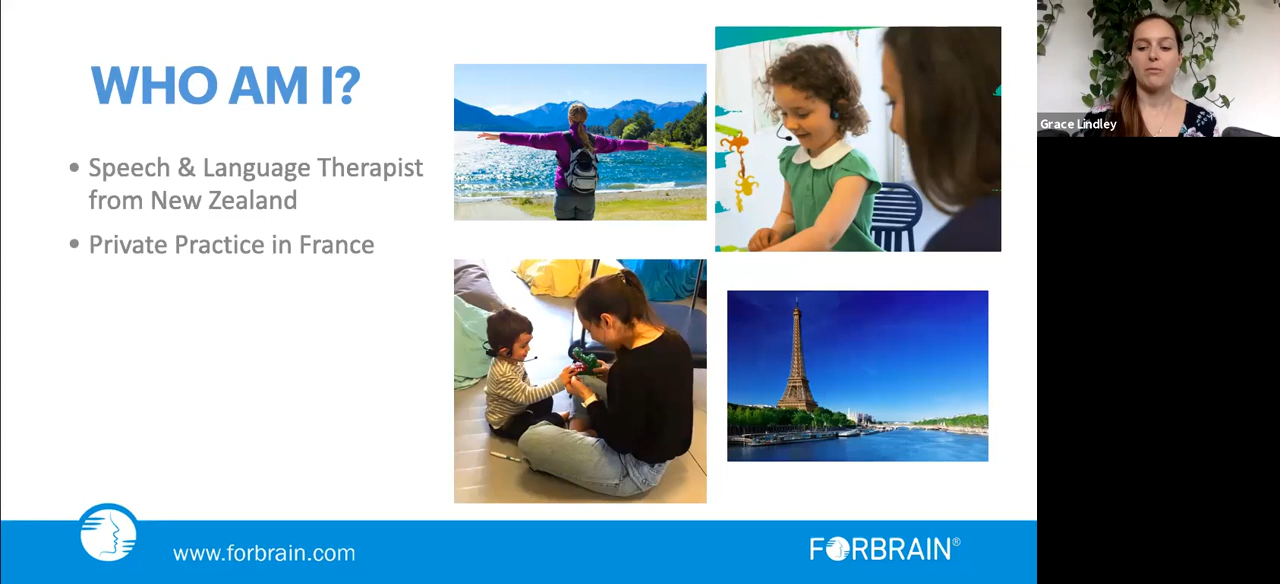 WHO AM I?
• Speech & Language Therapist
from New Zealand
• Private Practice in France
Grace Lindley
www.forbrain.com
FORBRAIN®